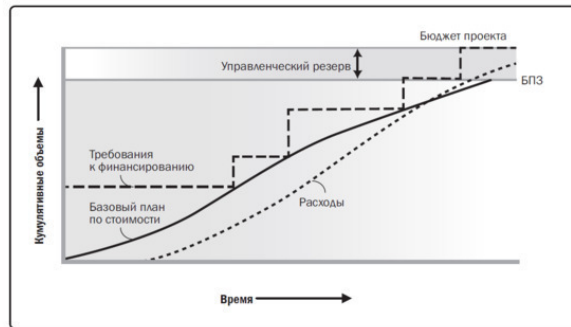 Бюджет проекта
Управленческий резерв
БПЗ
Требования
к финансированию
Базовый план
по стоимости
Расходы
Кумулятивные объемы
Время